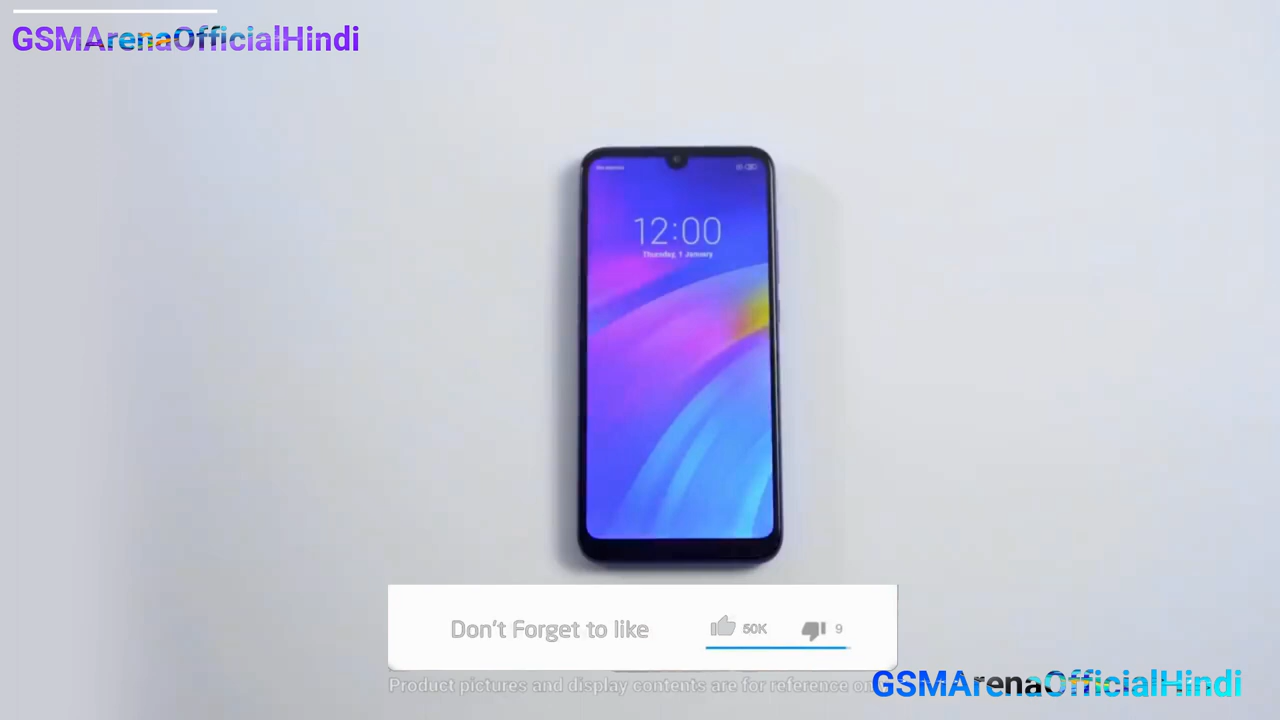 GSMArenaOfficialHindi
12:00
Thursday, 1 January
Don't Forget to like
50K
9
Product pictures and display contents are for reference
GSMArenaOfficialHindi